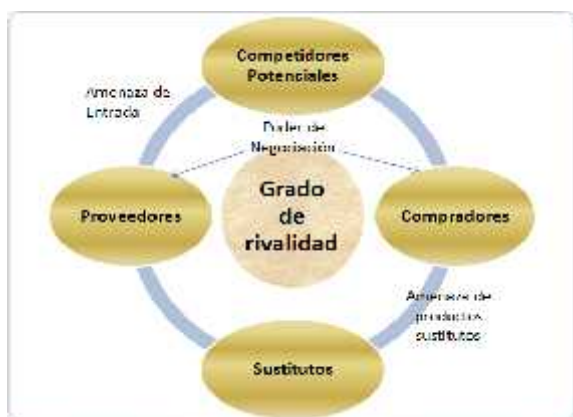 Competidores
Potenciales
Amenaza de
Entrada
Poder de
Negociación
Proveedores
Grado
de
rivalidad
Compradores
Amenaza de
productos
sustitutos
Sustitutos